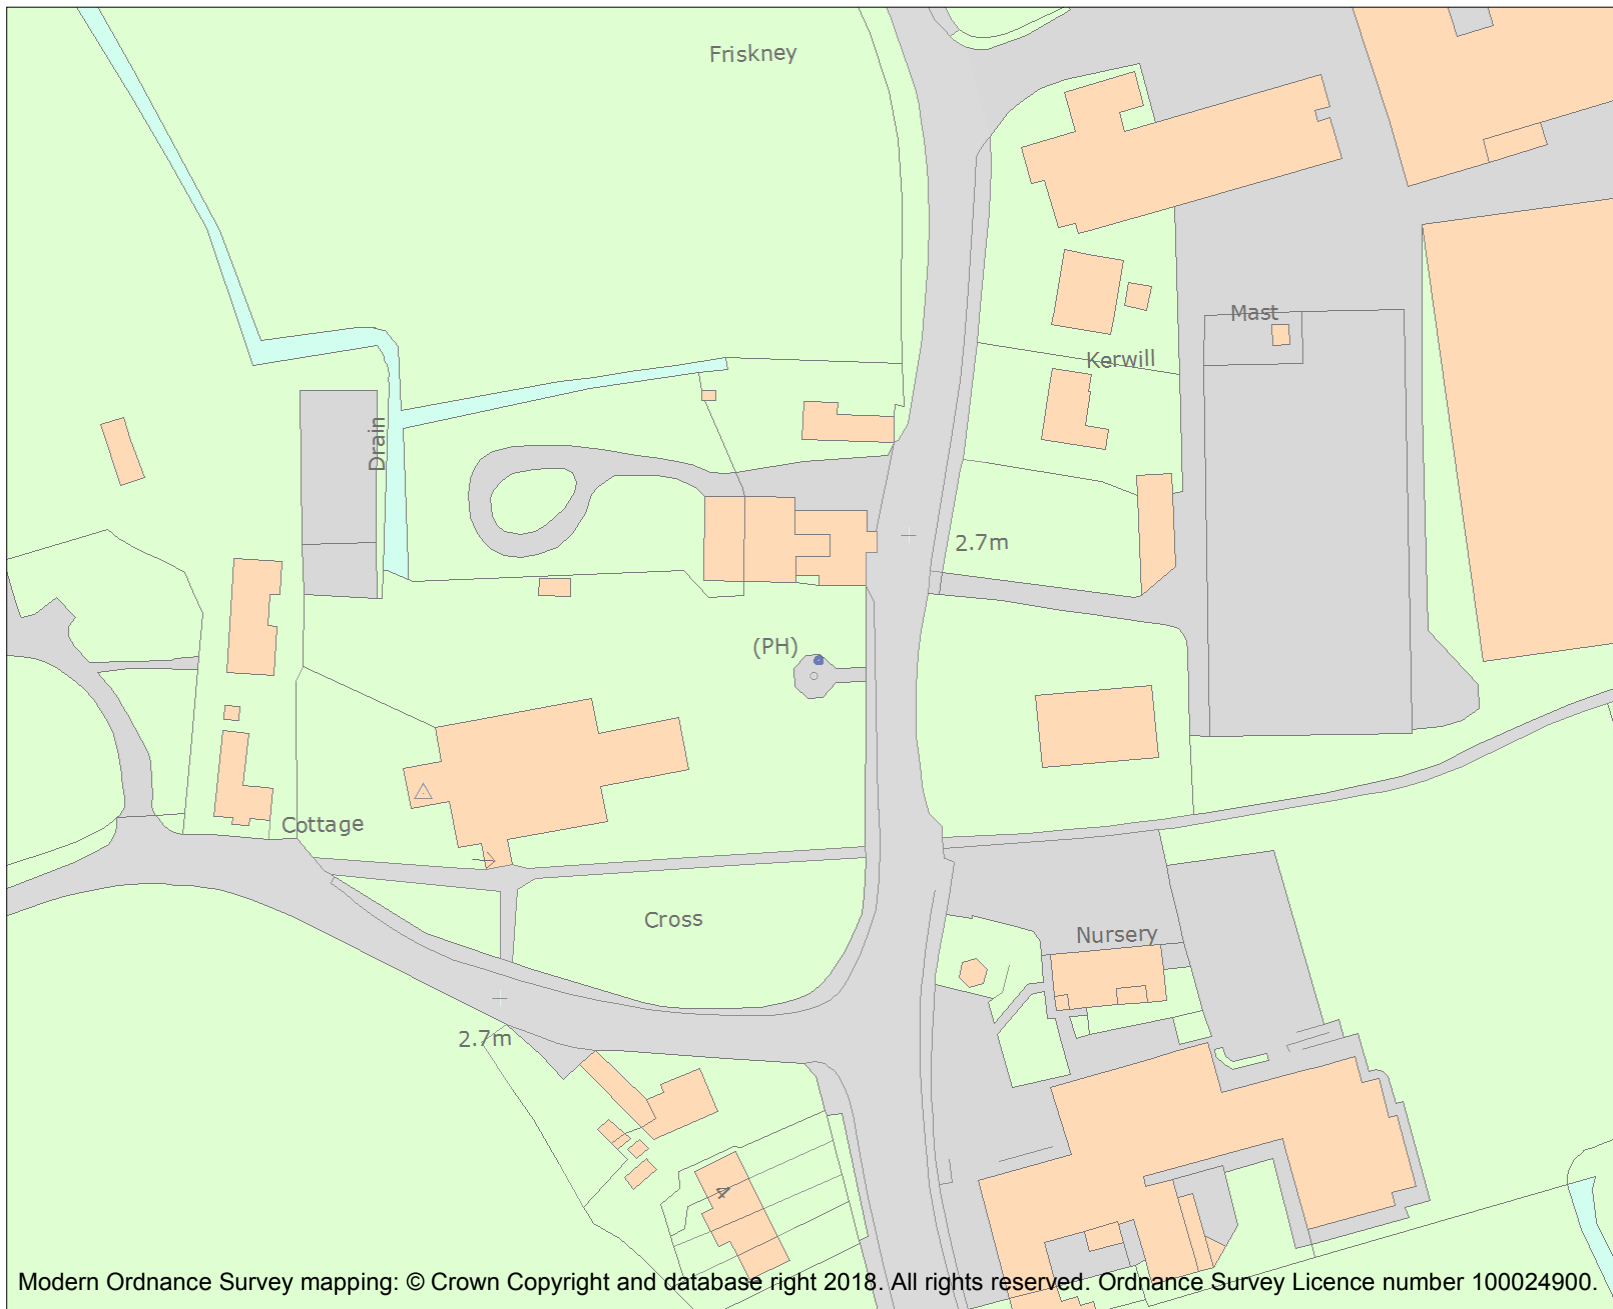 Friskney
Mast
Kerwill
Drain
2.7m
(PH)
Cottage
Cross
Nursery
2.7m
4
Modern Ordnance Survey mapping: © Crown Copyright and database right 2018. All rights reserved. Ordnance Survey Licence number 100024900.